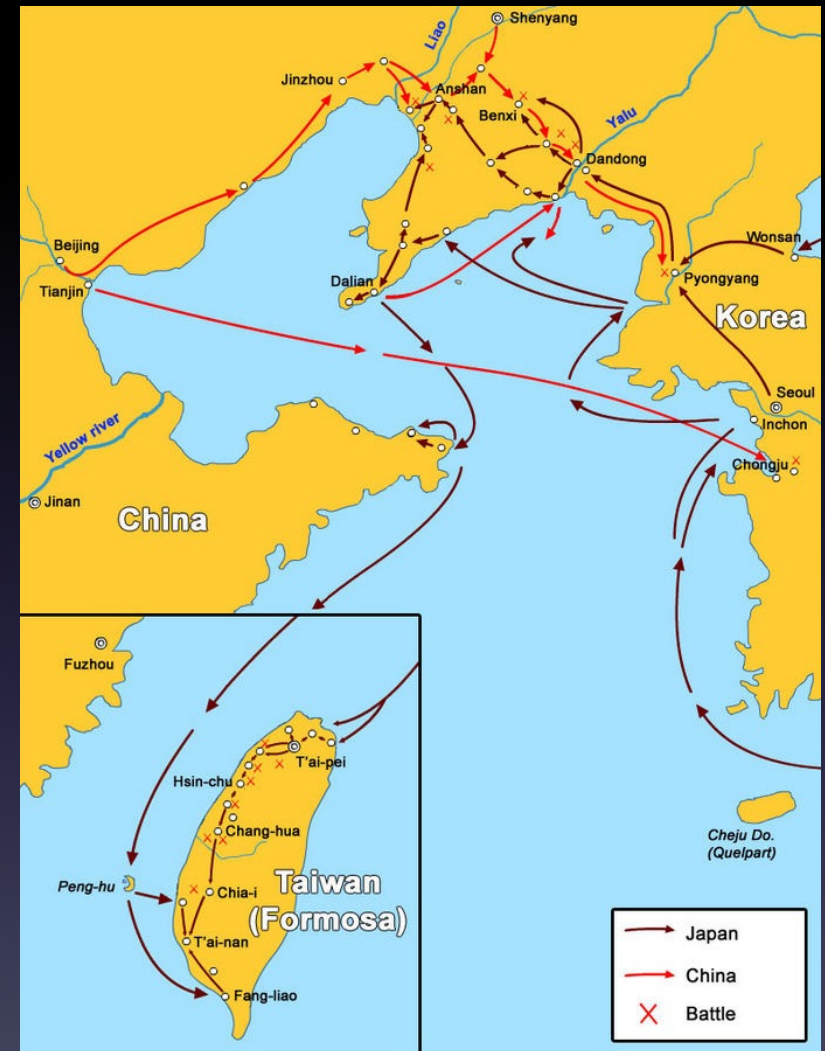 Shenyang
Liao
Jinzhou
Anshan
Benxi
Yalu
Dandong
Beijing
Wonsan
Tianjin
Dalian
Pyongyang
Korea
Seoul
Inchon
Yellow river
Chongju
Jinan
China
Fuzhou
T'ai-pei
Hsin-chu
Chang-hua
Cheju Do.
(Quelpart)
Peng-hu
Chia-i
Taiwan
(Formosa)
T'ai-nan
Fang-liao
Japan
China
Battle